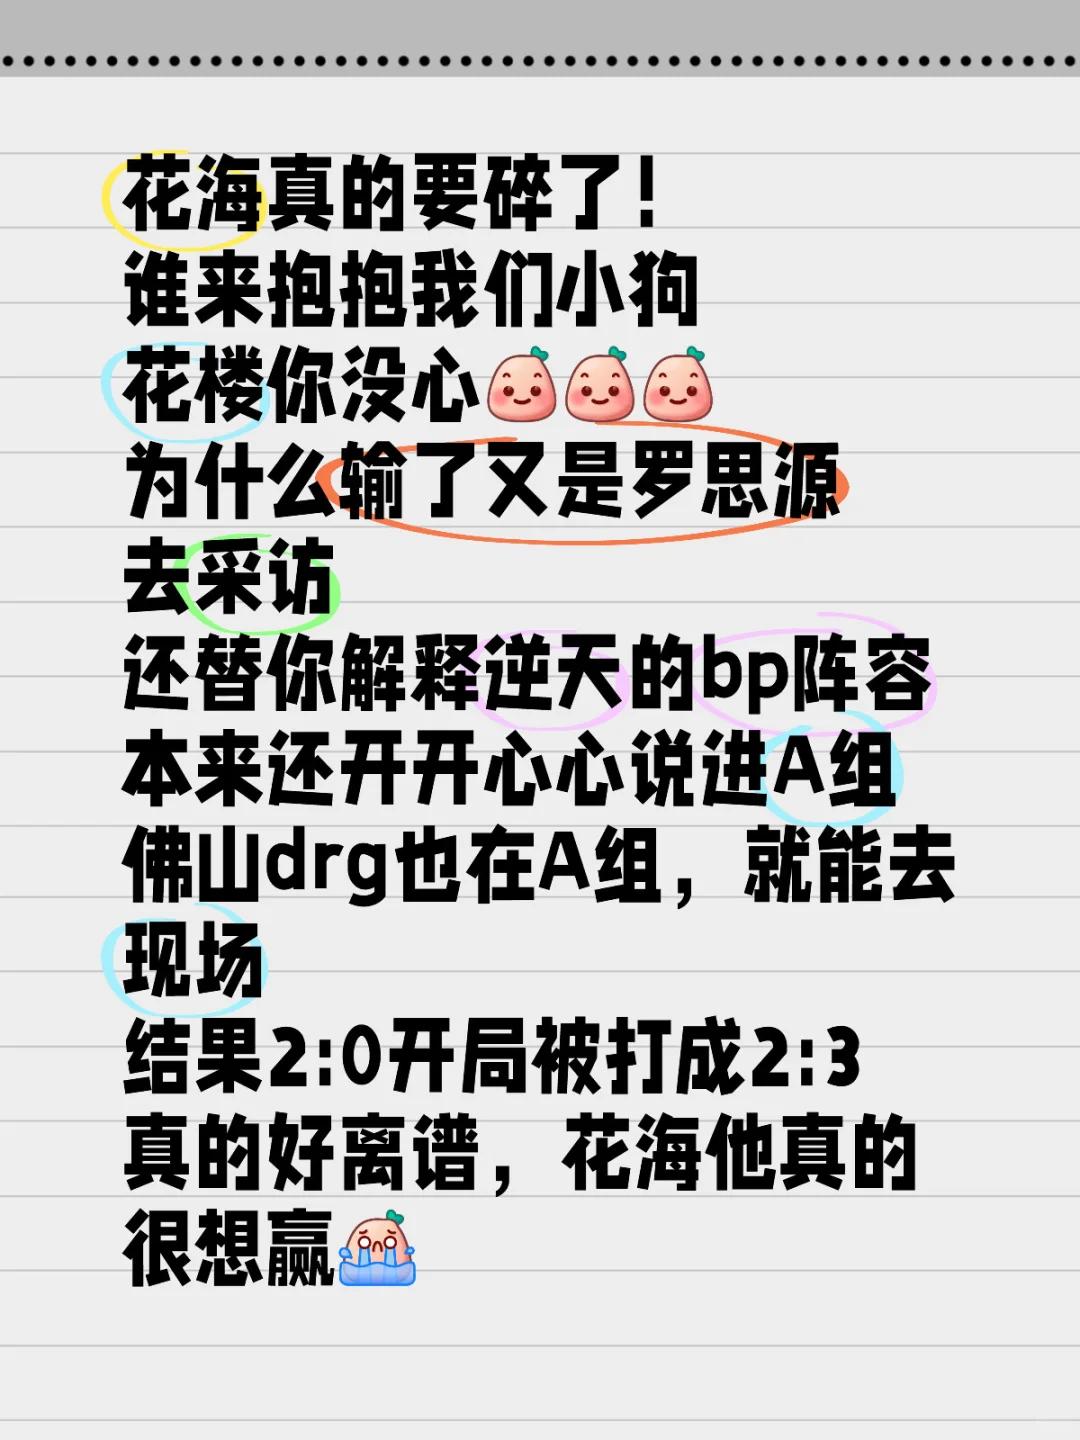 花海真的要碎了！
谁来抱抱我们小狗
花楼你没心
为什么输了又是罗思源
去采访
还替你解释逆天的bp阵容
本来还开开心心说进A组
佛山drg也在A组，就能去
现场
结果2:0开局被打成2:3
真的好离谱，花海他真的
很想赢